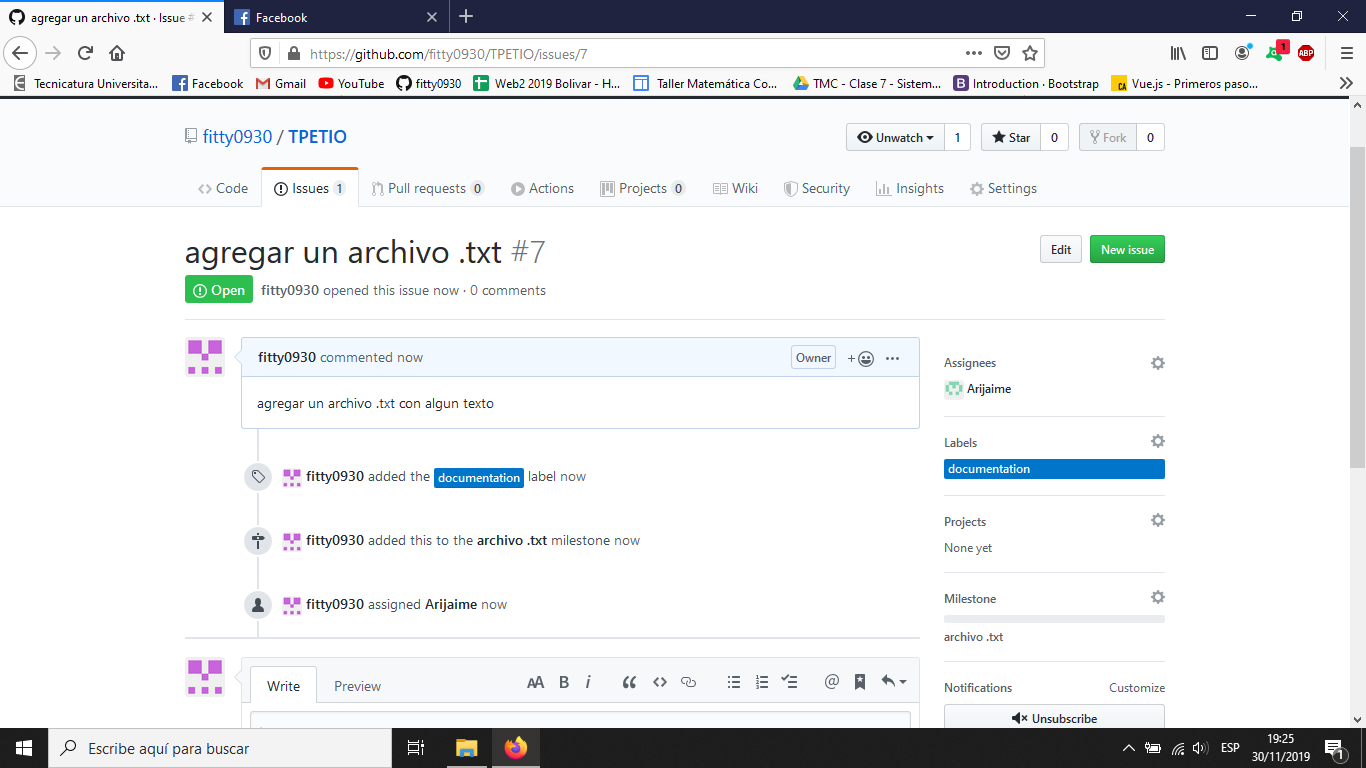 agregar un archivo .txt · Issue #
Facebook
https://github.com/fitty0930/TPETIO/issues/7
1
ABP
Tecnicatura Universita...
Facebook
Gmail
YouTube
fitty0930
Web2 2019 Bolivar - H...
Taller Matemática Co...
TMC - Clase 7 - Sistem...
Introduction · Bootstrap
Vue.js - Primeros paso...
fitty0930 / TPETIO
Unwatch 1
Star 0
Fork 0
Code
Issues 1
Pull requests 0
Actions
Projects 0
Wiki
Security
Insights
Settings
agregar un archivo .txt #7
Edit
New issue
Open
fitty0930 opened this issue now · 0 comments
fitty0930 commented now
Owner
agregar un archivo .txt con algun texto
fitty0930 added the documentation label now
fitty0930 added this to the archivo .txt milestone now
fitty0930 assigned Arijaime now
Assignees
Arijaime
Labels
documentation
Projects
None yet
Milestone
archivo .txt
Notifications
Customize
Unsubscribe
Write
Preview
AA B i
Escribe aquí para buscar
ESP
19:25
30/11/2019
1